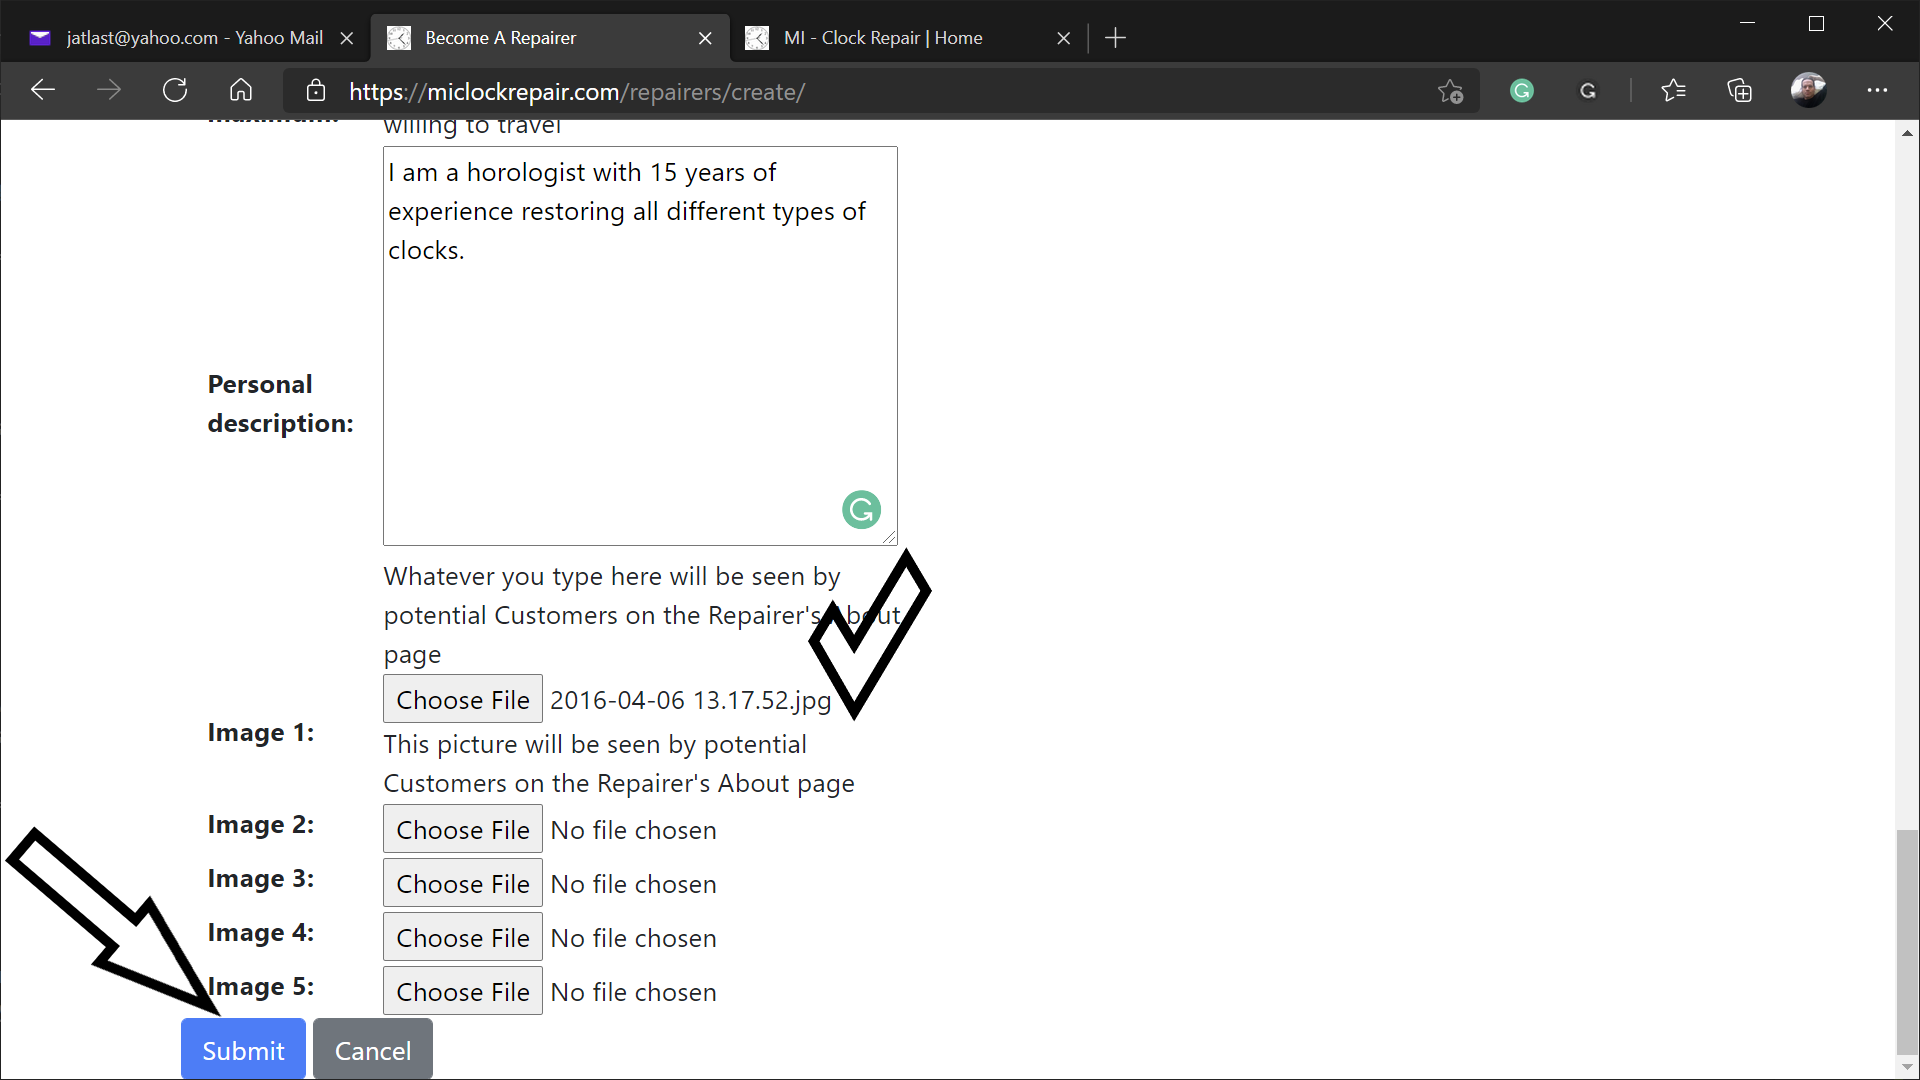 jatlast@yahoo.com - Yahoo Mail
Become A Repairer
MI - Clock Repair | Home
https://miclockrepair.com/repairers/create/
maximum:
willing to travel
I am a horologist with 15 years of
experience restoring all different types of
clocks.
Personal
description:
Whatever you type here will be seen by
potential Customers on the Repairer's About
page
Image 1:
Choose File 2016-04-06 13.17.52.jpg
This picture will be seen by potential
Customers on the Repairer's About page
Image 2:
Choose File No file chosen
Image 3:
Choose File No file chosen
Image 4:
Choose File No file chosen
Image 5:
Choose File No file chosen
Submit Cancel